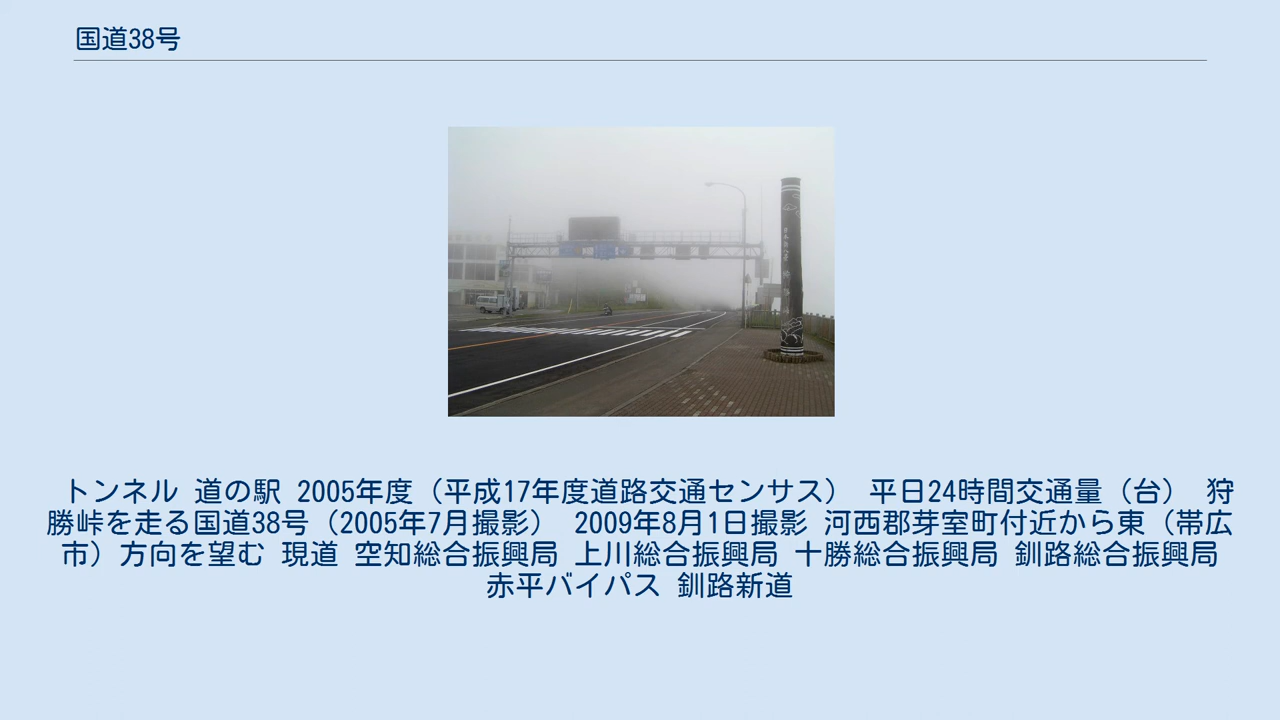 国道38号
トンネル 道の駅 2005年度（平成17年度道路交通センサス） 平日24時間交通量（台） 狩
勝峠を走る国道38号（2005年7月撮影） 2009年8月1日撮影 河西郡芽室町付近から東（帯広
市）方向を望む 現道 空知総合振興局 上川総合振興局 十勝総合振興局 釧路総合振興局
赤平バイパス 釧路新道